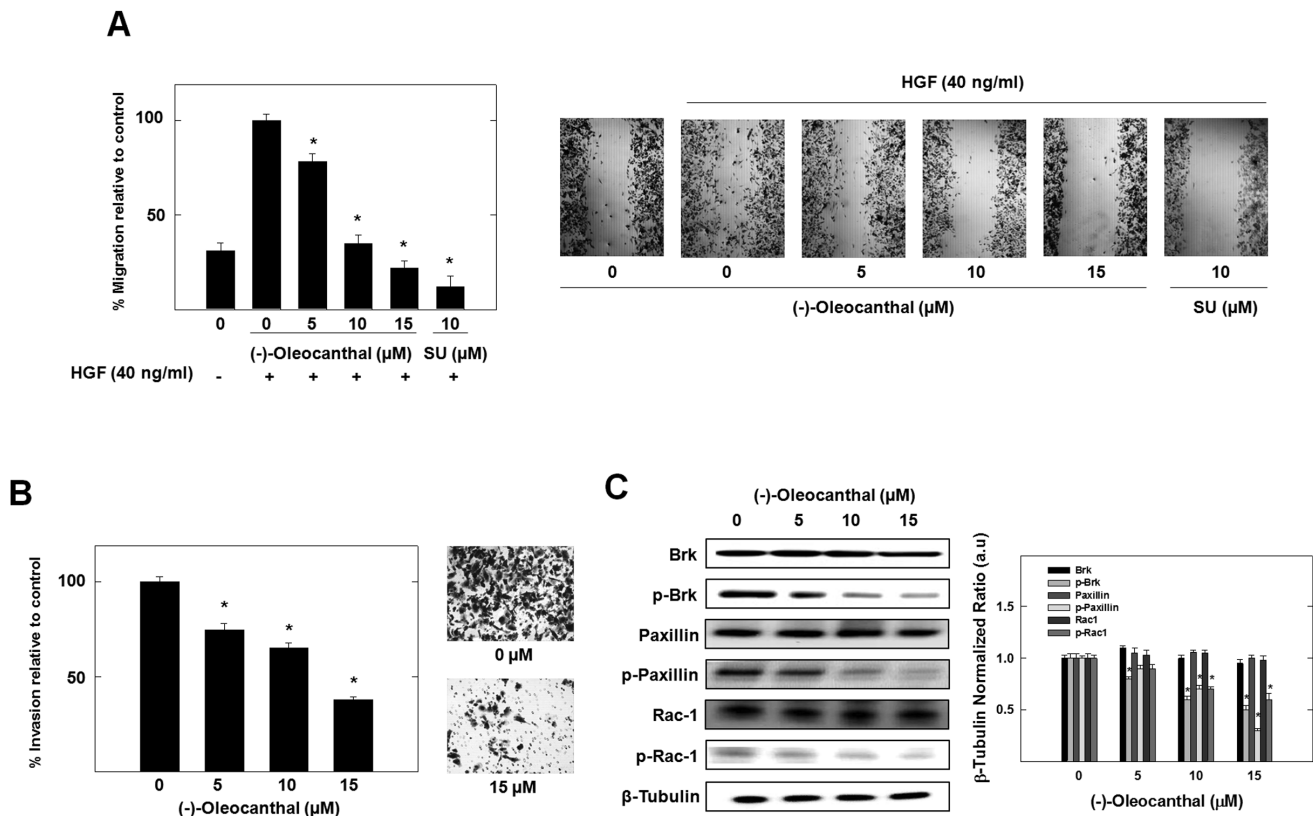 A
% Migration relative to control
100
50
0 0 5 10 15 10
(-)-Oleocanthal (µM) SU (µM)
HGF (40 ng/ml) - + + + + +
* * * *
HGF (40 ng/ml)
0 0 5 10 15 10
(-)-Oleocanthal (µM) SU (µM)
B
% Invasion relative to control
100
50
* * *
0 5 10 15
(-)-Oleocanthal (µM)
0 µM
15 µM
C
(-)-Oleocanthal (µM)
0 5 10 15
Brk
p-Brk
Paxillin
p-Paxillin
Rac-1
p-Rac-1
β-Tubulin
β-Tubulin Normalized Ratio (a.u)
Brk
p-Brk
Paxillin
p-Paxillin
Rac1
p-Rac1
1.5
1.0
0.5
* * * * * * *
0 5 10 15
(-)-Oleocanthal (µM)